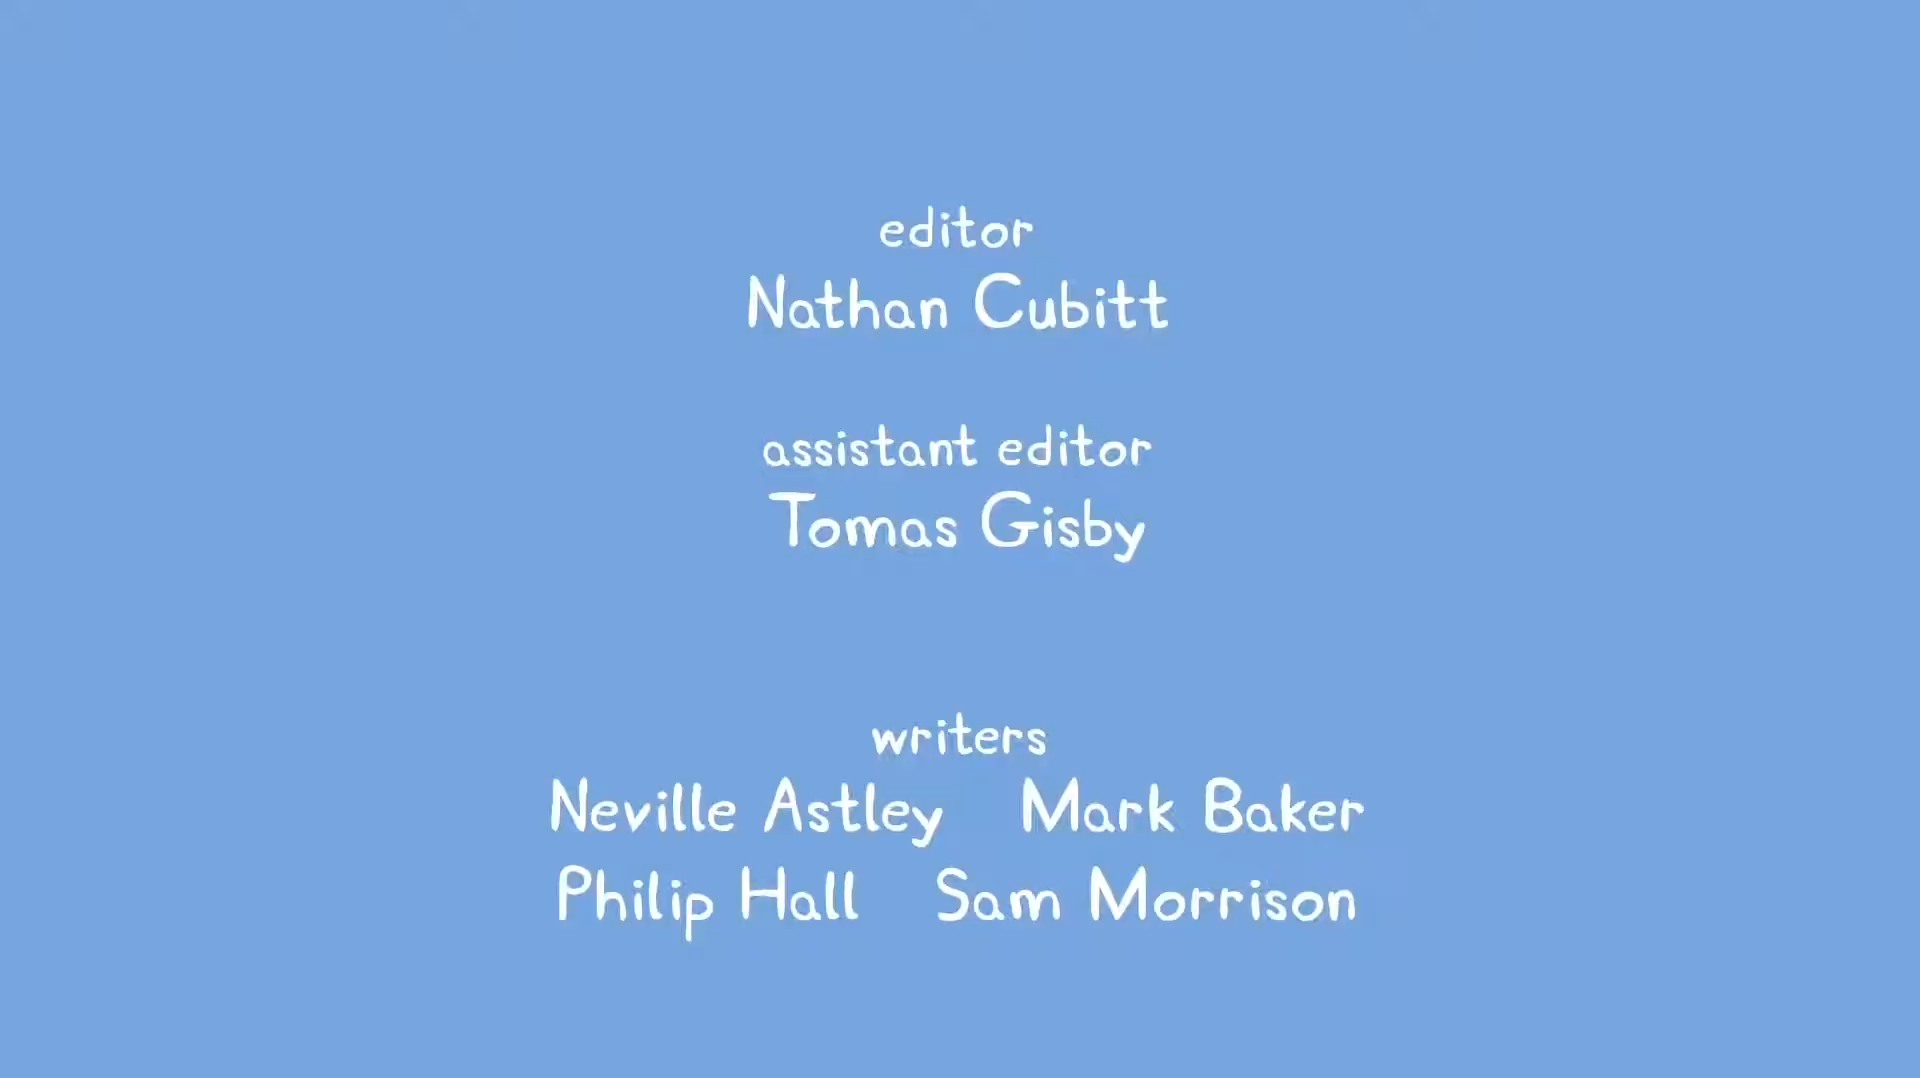 editor
Nathan Cubitt
assistant editor
Tomas Gisby
writers
Neville Astley Mark Baker
Philip Hall Sam Morrison